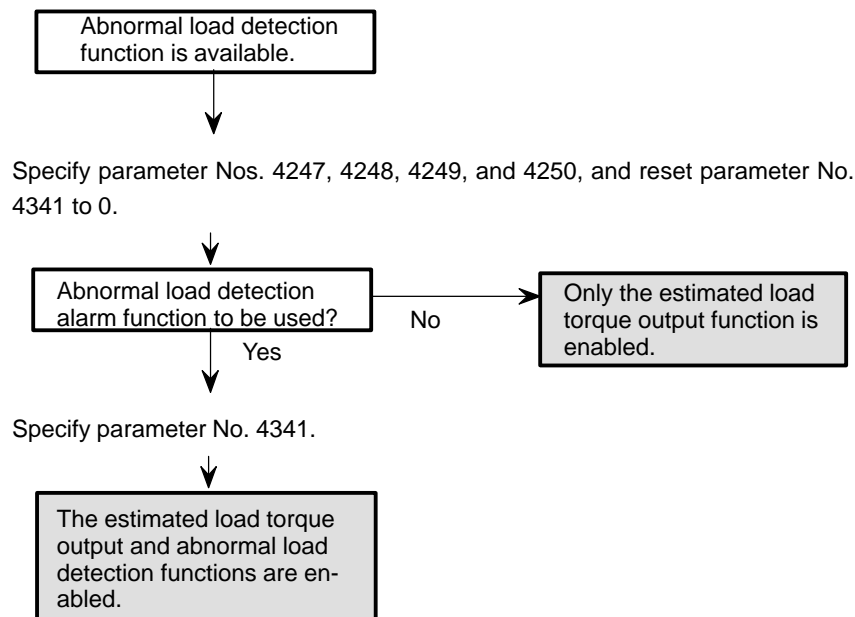 Abnormal load detection
function is available.
Specify parameter Nos. 4247, 4248, 4249, and 4250, and reset parameter No.
4341 to 0.
Abnormal load detection
alarm function to be used?
No
Only the estimated load
torque output function is
enabled.
Yes
Specify parameter No. 4341.
The estimated load torque
output and abnormal load
detection functions are en-
abled.